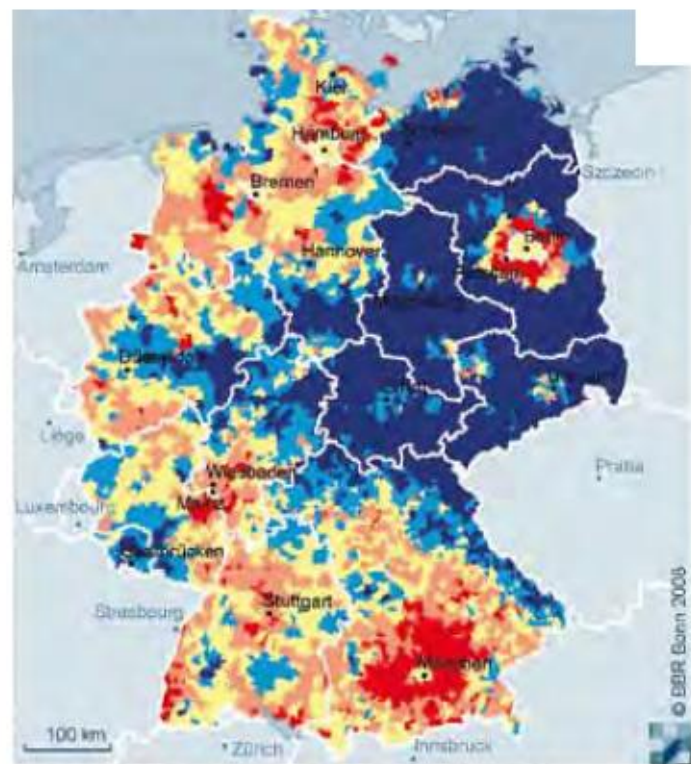 Kiel
Hamburg
Szczecin
Bremen
Berlin
Amsterdam
Hannover
Liège
Wiesbaden
Praha
Mainz
Luxembourg
Saarbrücken
Strasbourg
Stuttgart
München
100 km
Zürich
Innsbruck
© BBR Bonn 2008